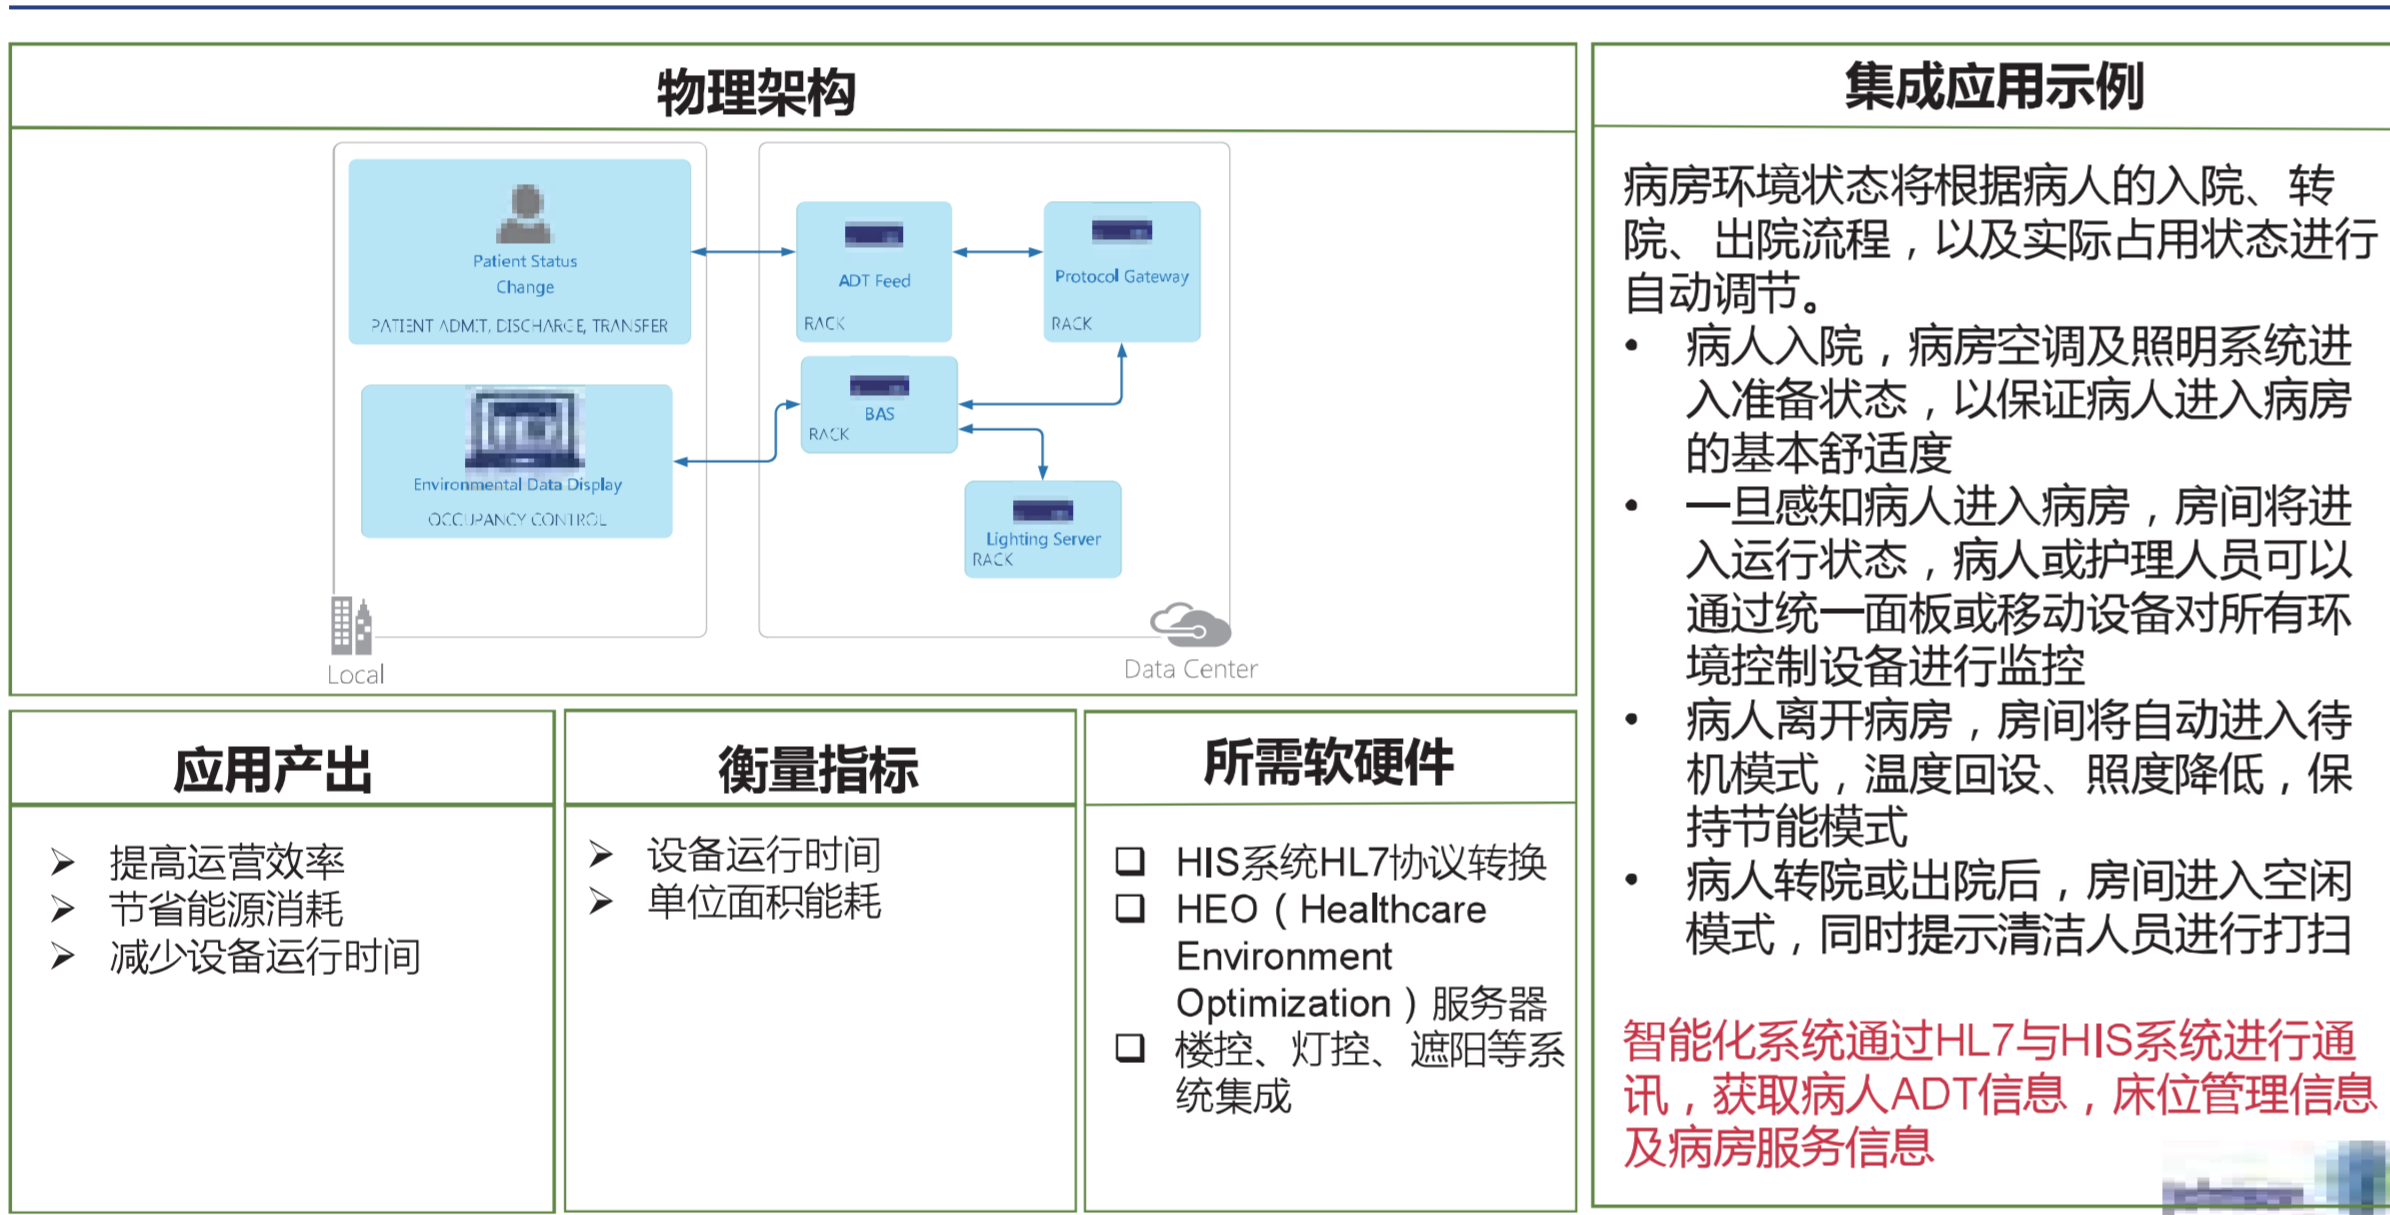 物理架构
Patient Status
Change
PATIENT ADMIT, DISCHARGE, TRANSFER
ADT Feed
RACK
Protocol Gateway
RACK
BAS
RACK
Environmental Data Display
OCCUPANCY CONTROL
Lighting Server
RACK
Local
Data Center
应用产出
提高运营效率
节省能源消耗
减少设备运行时间
衡量指标
设备运行时间
单位面积能耗
所需软硬件
HIS系统HL7协议转换
HEO（Healthcare
Environment
Optimization）服务器
楼控、灯控、遮阳等系
统集成
集成应用示例
病房环境状态将根据病人的入院、转
院、出院流程，以及实际占用状态进行
自动调节。
• 病人入院，病房空调及照明系统进
入准备状态，以保证病人进入病房
的基本舒适度
• 一旦感知病人进入病房，房间将进
入运行状态，病人或护理人员可以
通过统一面板或移动设备对所有环
境控制设备进行监控
• 病人离开病房，房间将自动进入待
机模式，温度回设、照度降低，保
持节能模式
• 病人转院或出院后，房间进入空闲
模式，同时提示清洁人员进行打扫
智能化系统通过HL7与HIS系统进行通
讯，获取病人ADT信息，床位管理信息
及病房服务信息